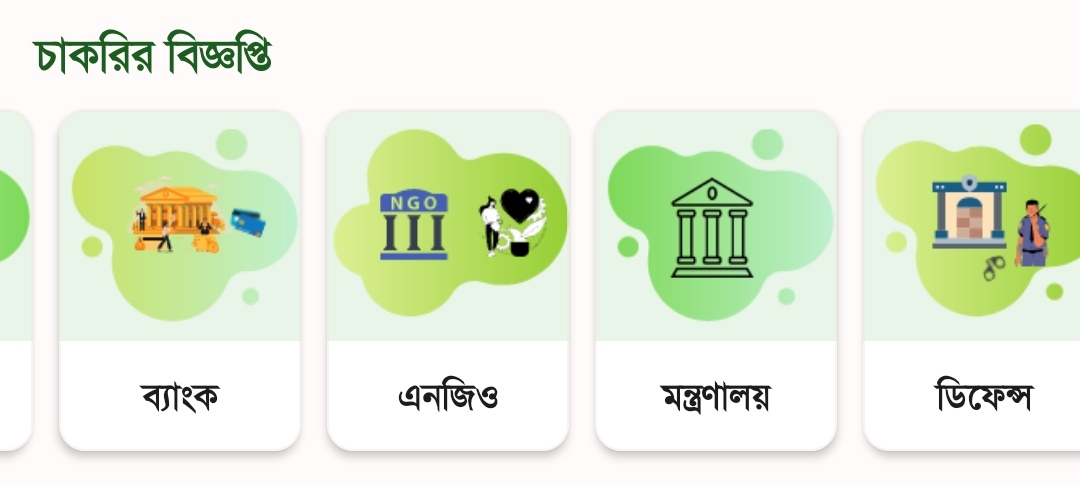 চাকরির বিজ্ঞপ্তি
NGO
ব্যাংক
এনজিও
মন্ত্রণালয়
ডিফেন্স